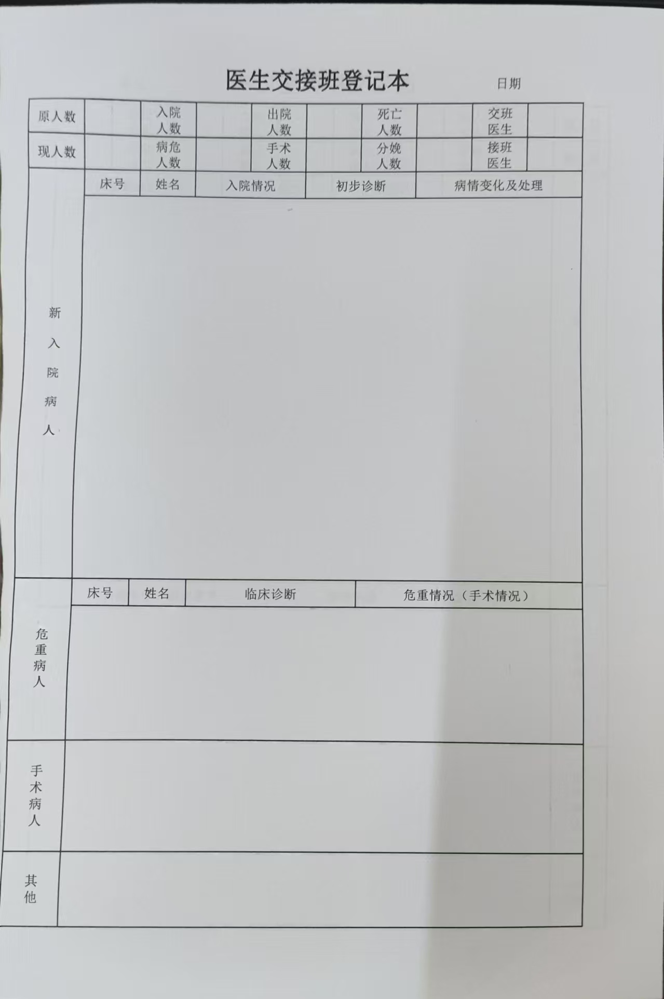 医生交接班登记本 日期
原人数 入院人数 出院人数 死亡人数 交班医生
现人数 病危人数 手术人数 分娩人数 接班医生
床号 姓名 入院情况 初步诊断 病情变化及处理
新入院病人
床号 姓名 临床诊断 危重情况（手术情况）
危重病人
手术病人
其他